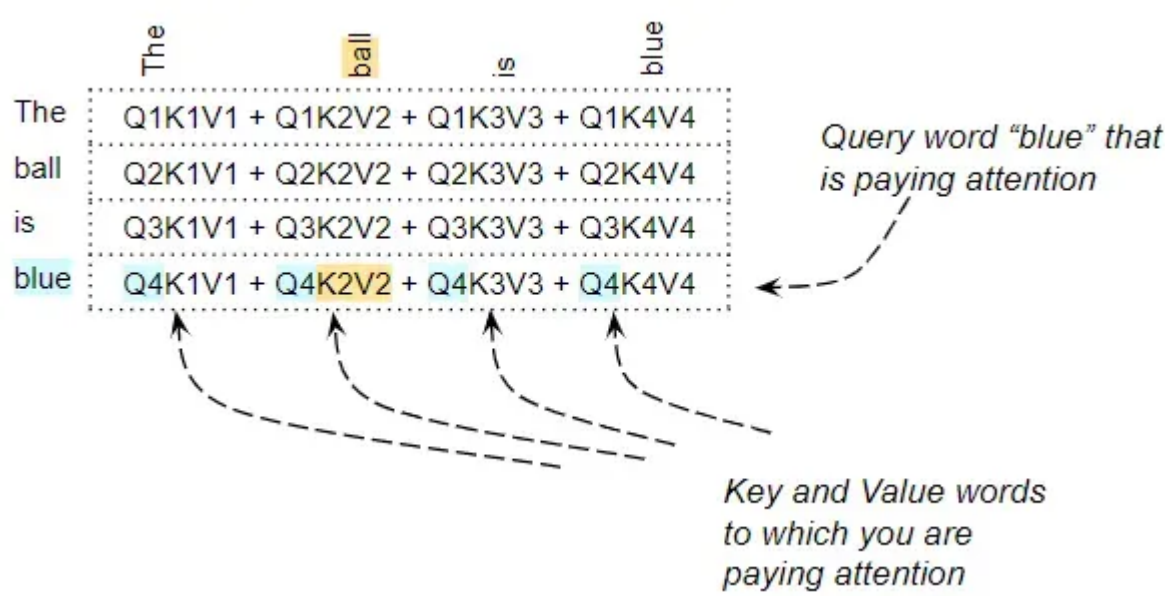 The ball is blue
The Q1K1V1 + Q1K2V2 + Q1K3V3 + Q1K4V4
ball Q2K1V1 + Q2K2V2 + Q2K3V3 + Q2K4V4
is Q3K1V1 + Q3K2V2 + Q3K3V3 + Q3K4V4
blue Q4K1V1 + Q4K2V2 + Q4K3V3 + Q4K4V4
Query word “blue” that
is paying attention
Key and Value words
to which you are
paying attention